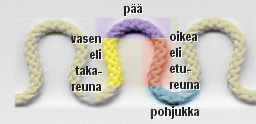 pää
vasen
eli
taka-
reuna
oikea
eli
etu-
reuna
pohjukka